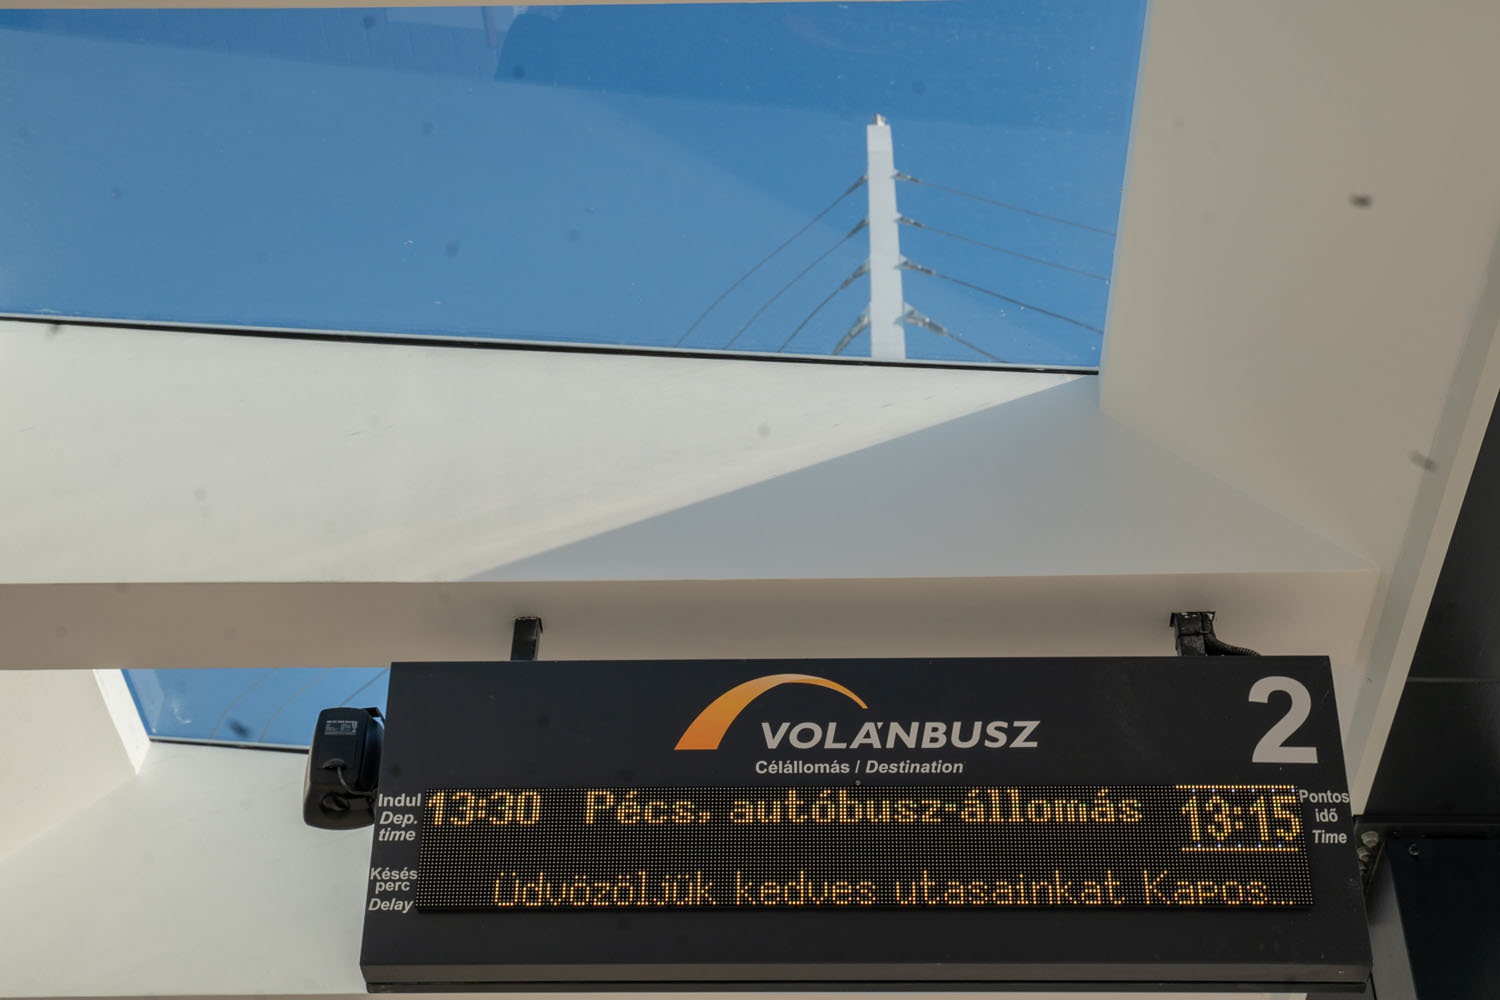 VOLÁNBUSZ
2
Célállomás / Destination
Indul
Dep.
time
13:30 Pécs, autóbusz-állomás 13:15
Pontos
idő
Time
Késés
perc
Delay
Üdvözöljük kedves utasainkat Kapos...